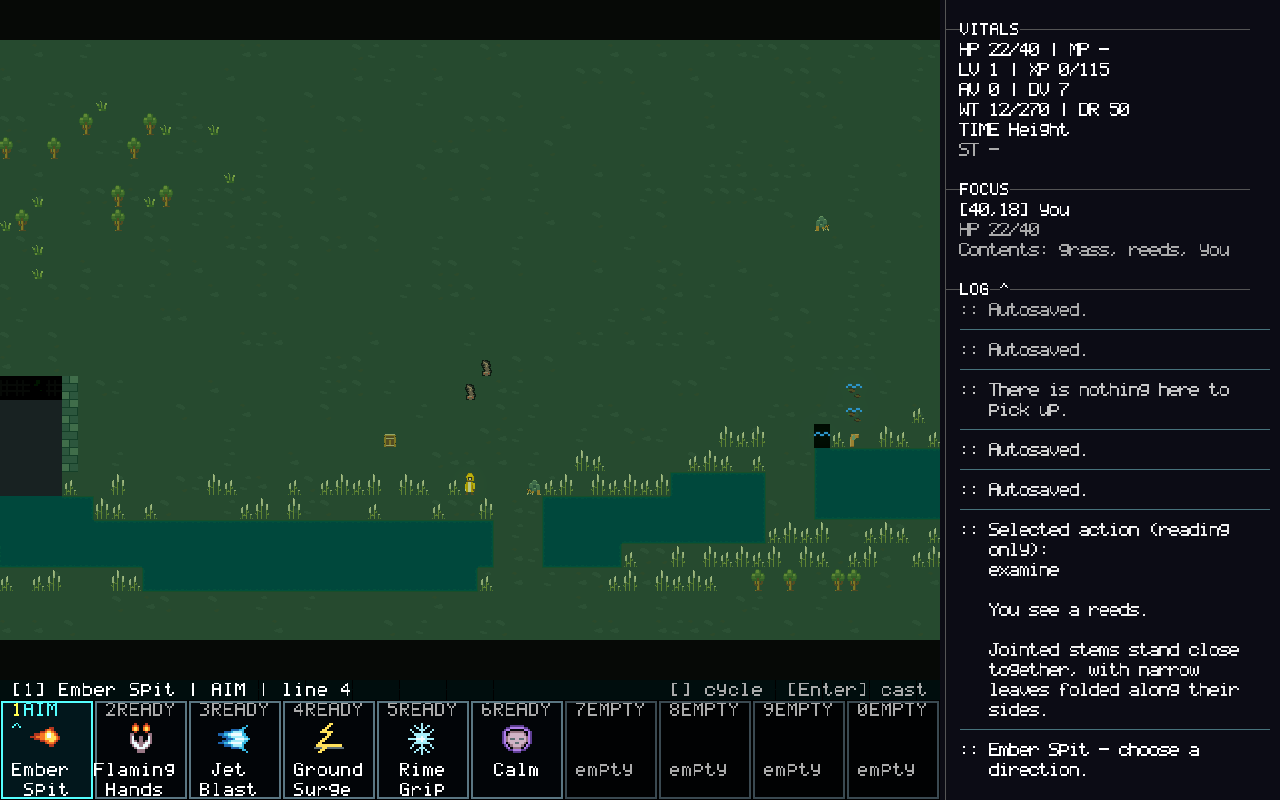 VITALS
HP 22/40 | MP -
LV 1 | XP 0/115
AV 0 | DV 7
WT 12/270 | DR 50
TIME Height
ST -
FOCUS
[40,18] You
HP 22/40
Contents: grass, reeds, You
LOG ^
:: Autosaved.
:: Autosaved.
:: There is nothing here to
Pick uP.
:: Autosaved.
:: Autosaved.
:: Selected action (reading
only):
examine
You see a reeds.
Jointed stems stand close
together, with narrow
leaves folded along their
sides.
:: Ember SPit - choose a
direction.
[1] Ember SPit | AIM | line 4
[] cycle [Enter] cast
1AIM 2READY 3READY 4READY 5READY 6READY 7EMPTY 8EMPTY 9EMPTY 0EMPTY
^
Ember Flaming Jet Ground Rime Calm emPty emPty emPty emPty
SPit Hands Blast Surge GriP